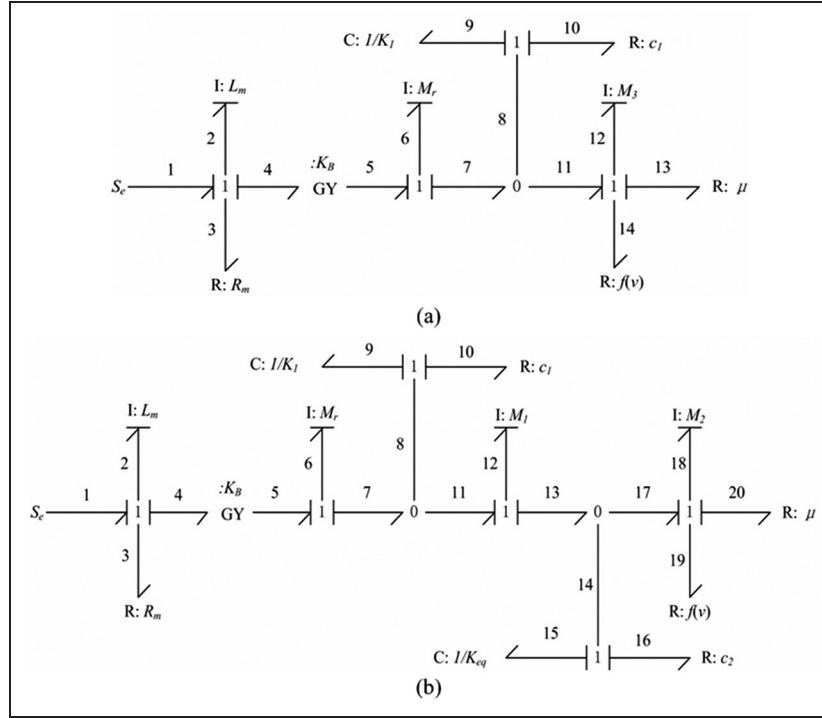 9 10
C: 1/K1 1 R: c1
I: Lm I: Mr I: M3
2 6 8 12
1 4 :KB 5 7 11 13
Se 1 GY 1 0 1 R: μ
3 14
R: Rm R: f(v)
(a)
9 10
C: 1/K1 1 R: c1
I: Lm I: Mr I: M1 I: M2
2 6 8 12 18
1 4 :KB 5 7 11 13 17 20
Se 1 GY 1 0 1 0 1 R: μ
3 14 19
R: Rm R: f(v)
15 16
C: 1/Keq 1 R: c2
(b)